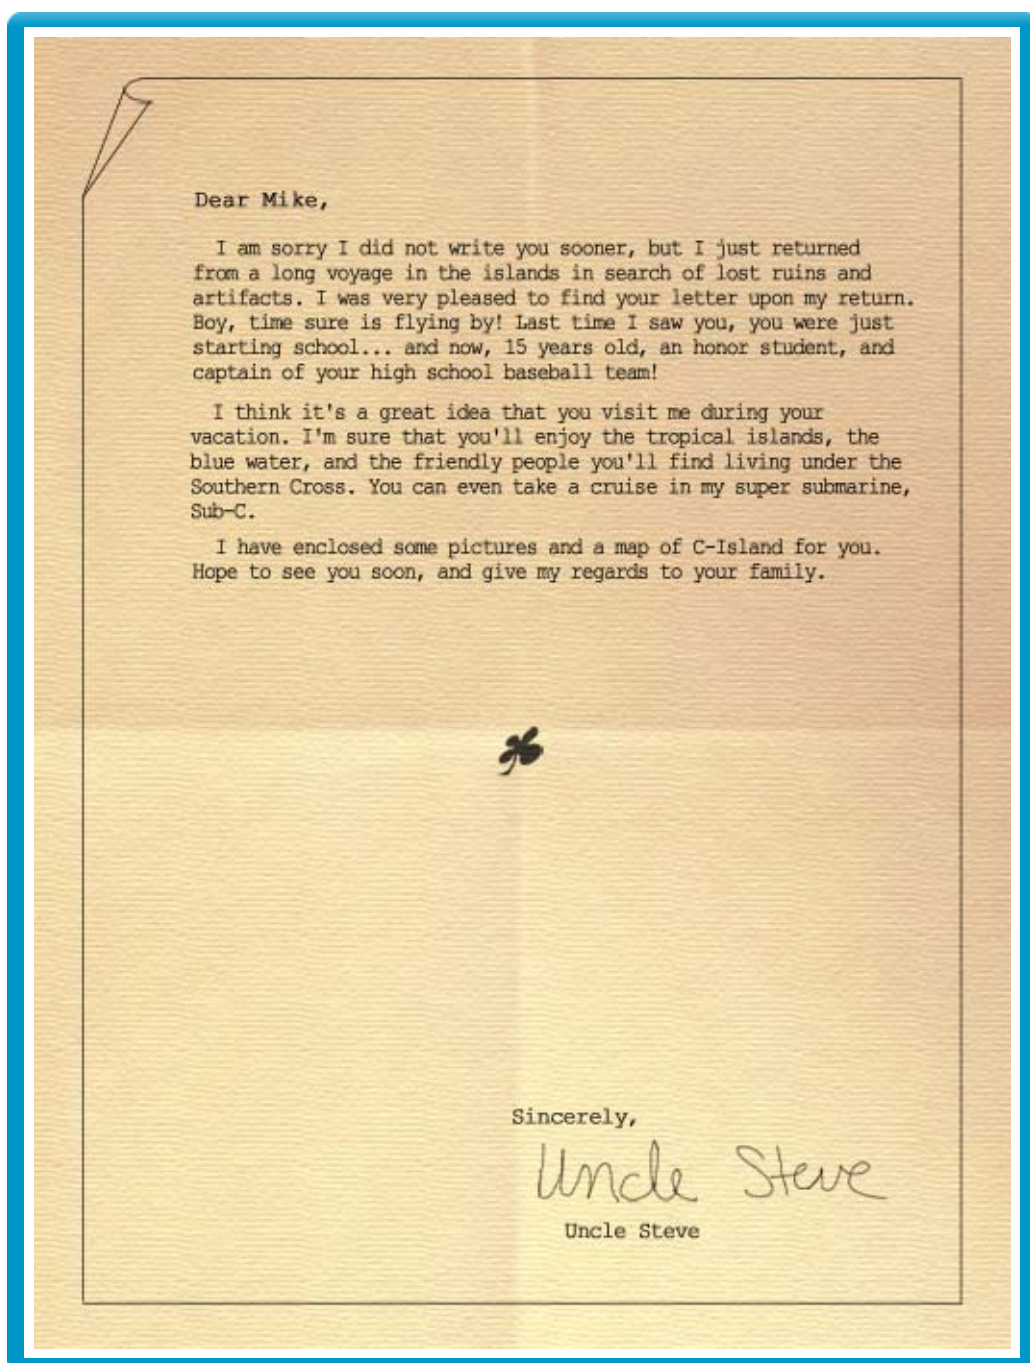 Dear Mike,
I am sorry I did not write you sooner, but I just returned
from a long voyage in the islands in search of lost ruins and
artifacts. I was very pleased to find your letter upon my return.
Boy, time sure is flying by! Last time I saw you, you were just
starting school... and now, 15 years old, an honor student, and
captain of your high school baseball team!
I think it's a great idea that you visit me during your
vacation. I'm sure that you'll enjoy the tropical islands, the
blue water, and the friendly people you'll find living under the
Southern Cross. You can even take a cruise in my super submarine,
Sub-C.
I have enclosed some pictures and a map of C-Island for you.
Hope to see you soon, and give my regards to your family.
Sincerely,
Uncle Steve
Uncle Steve